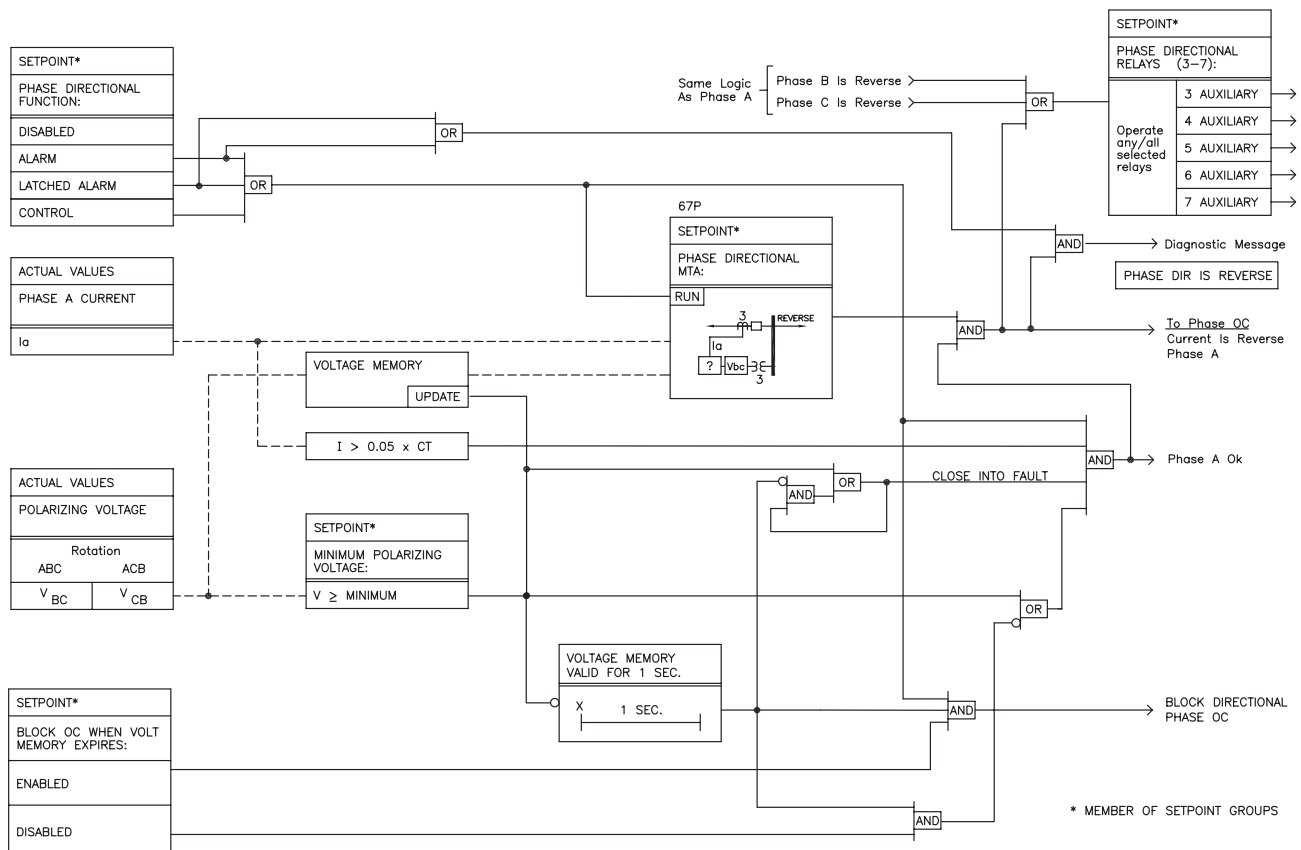 SETPOINT*
PHASE DIRECTIONAL
FUNCTION:
DISABLED
ALARM
LATCHED ALARM
CONTROL
OR
OR
Same Logic
As Phase A
Phase B Is Reverse
Phase C Is Reverse
OR
SETPOINT*
PHASE DIRECTIONAL
RELAYS (3-7):
Operate
any/all
selected
relays
3 AUXILIARY
4 AUXILIARY
5 AUXILIARY
6 AUXILIARY
7 AUXILIARY
ACTUAL VALUES
PHASE A CURRENT
Ia
67P
SETPOINT*
PHASE DIRECTIONAL
MTA:
RUN
3
REVERSE
Ia
?
Vbc
3
AND
Diagnostic Message
PHASE DIR IS REVERSE
AND
To Phase OC
Current Is Reverse
Phase A
VOLTAGE MEMORY
UPDATE
I > 0.05 x CT
AND
Phase A Ok
AND
OR
CLOSE INTO FAULT
ACTUAL VALUES
POLARIZING VOLTAGE
Rotation
ABC ACB
V BC V CB
SETPOINT*
MINIMUM POLARIZING
VOLTAGE:
V ≥ MINIMUM
OR
VOLTAGE MEMORY
VALID FOR 1 SEC.
X 1 SEC.
AND
BLOCK DIRECTIONAL
PHASE OC
SETPOINT*
BLOCK OC WHEN VOLT
MEMORY EXPIRES:
ENABLED
DISABLED
AND
* MEMBER OF SETPOINT GROUPS